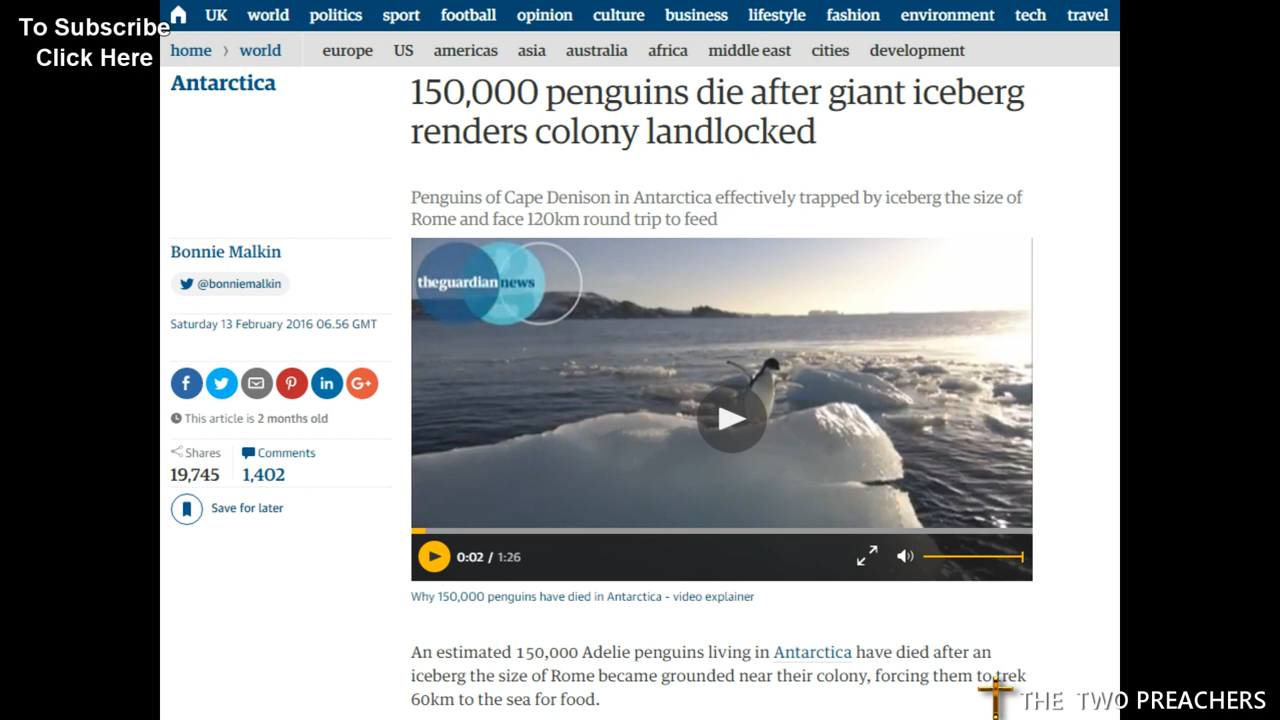 To Subscribe
Click Here
UK world politics sport football opinion culture business lifestyle fashion environment tech travel
home › world europe US americas asia australia africa middle east cities development
Antarctica
150,000 penguins die after giant iceberg
renders colony landlocked
Penguins of Cape Denison in Antarctica effectively trapped by iceberg the size of
Rome and face 120km round trip to feed
Bonnie Malkin
@bonniemalkin
Saturday 13 February 2016 06.56 GMT
This article is 2 months old
Shares Comments
19,745 1,402
Save for later
theguardian news
0:02 / 1:26
Why 150,000 penguins have died in Antarctica - video explainer
An estimated 150,000 Adelie penguins living in Antarctica have died after an
iceberg the size of Rome became grounded near their colony, forcing them to trek
60km to the sea for food.
THE TWO PREACHERS